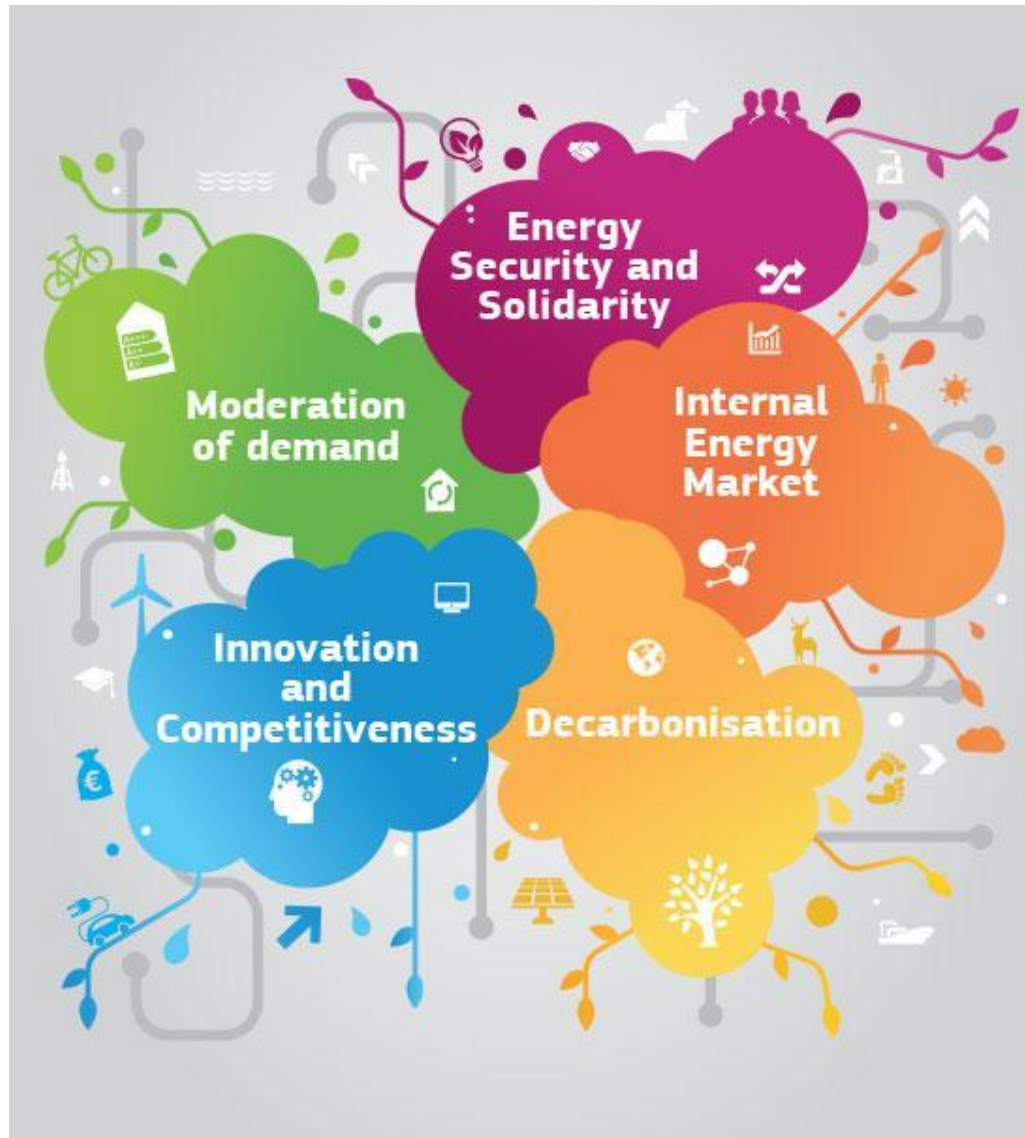 Energy
Security and
Solidarity
Moderation
of demand
Internal
Energy
Market
Innovation
and
Competitiveness
Decarbonisation
A+++
A++
A+
€